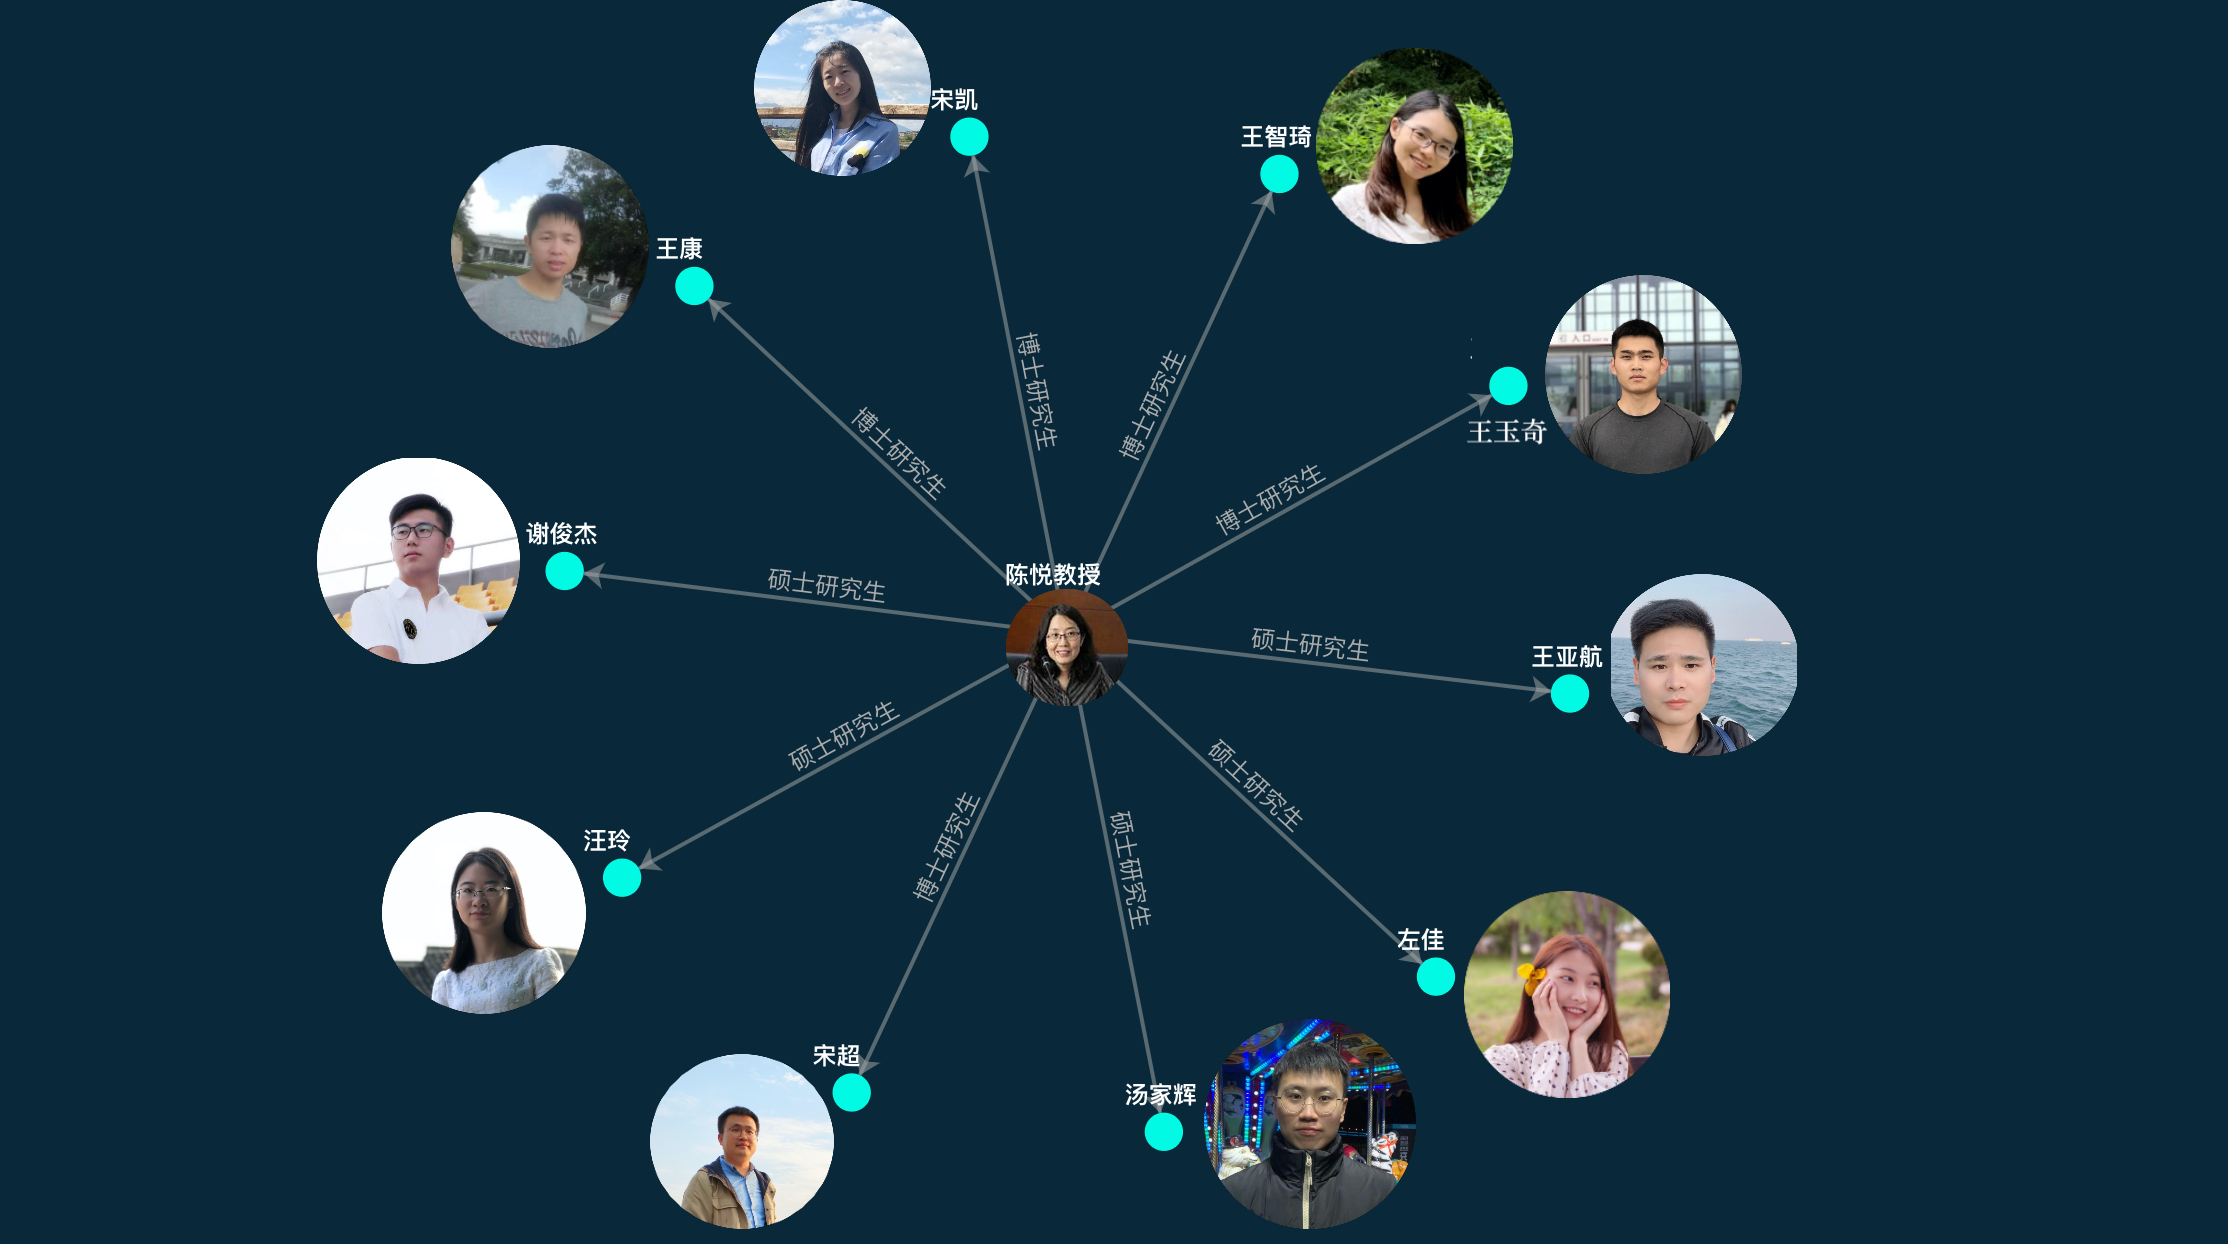 宋凯
王智琦
王康
王玉奇
谢俊杰
陈悦教授
王亚航
汪玲
左佳
宋超
汤家辉
博士研究生
博士研究生
博士研究生
博士研究生
硕士研究生
硕士研究生
硕士研究生
硕士研究生
博士研究生
硕士研究生
入口